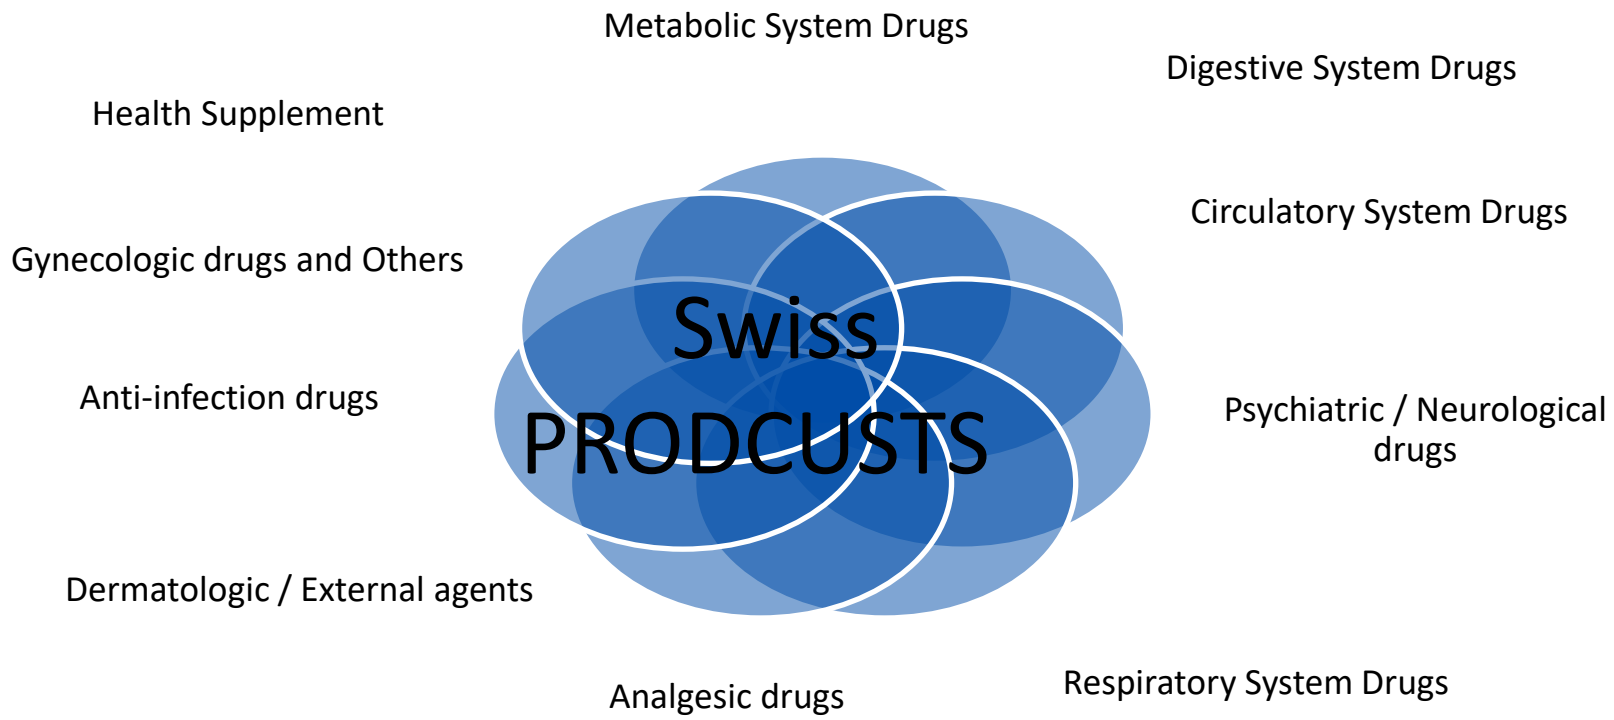 Metabolic System Drugs
Digestive System Drugs
Health Supplement
Circulatory System Drugs
Gynecologic drugs and Others
Swiss
PRODCUSTS
Anti-infection drugs
Psychiatric / Neurological
drugs
Dermatologic / External agents
Respiratory System Drugs
Analgesic drugs